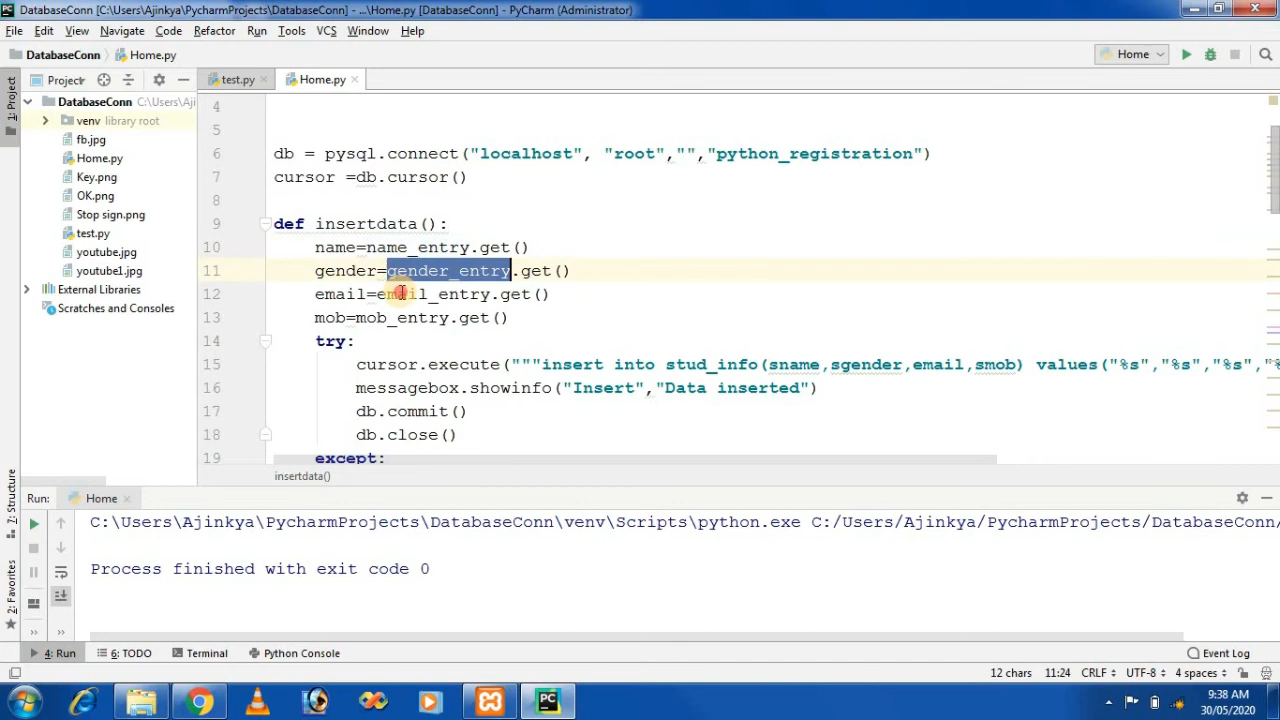 DatabaseConn [C:\Users\Ajinkya\PycharmProjects\DatabaseConn] - ...\Home.py [DatabaseConn] - PyCharm (Administrator)
File Edit View Navigate Code Refactor Run Tools VCS Window Help
DatabaseConn Home.py Home
1: Project
Project
test.py Home.py
DatabaseConn C:\Users\Aji
venv library root
fb.jpg
Home.py
Key.png
OK.png
Stop sign.png
test.py
youtube.jpg
youtube1.jpg
External Libraries
Scratches and Consoles
4
5
6 db = pysql.connect("localhost", "root","","python_registration")
7 cursor =db.cursor()
8
9 def insertdata():
10 name=name_entry.get()
11 gender=gender_entry.get()
12 email=email_entry.get()
13 mob=mob_entry.get()
14 try:
15 cursor.execute("""insert into stud_info(sname,sgender,email,smob) values("%s","%s","%s","%
16 messagebox.showinfo("Insert","Data inserted")
17 db.commit()
18 db.close()
19 except:
insertdata()
7: Structure
2: Favorites
Run: Home
C:\Users\Ajinkya\PycharmProjects\DatabaseConn\venv\Scripts\python.exe C:/Users/Ajinkya/PycharmProjects/DatabaseConn/
Process finished with exit code 0
4: Run 6: TODO Terminal Python Console Event Log
12 chars 11:24 CRLF UTF-8 4 spaces
PC
9:38 AM
30/05/2020